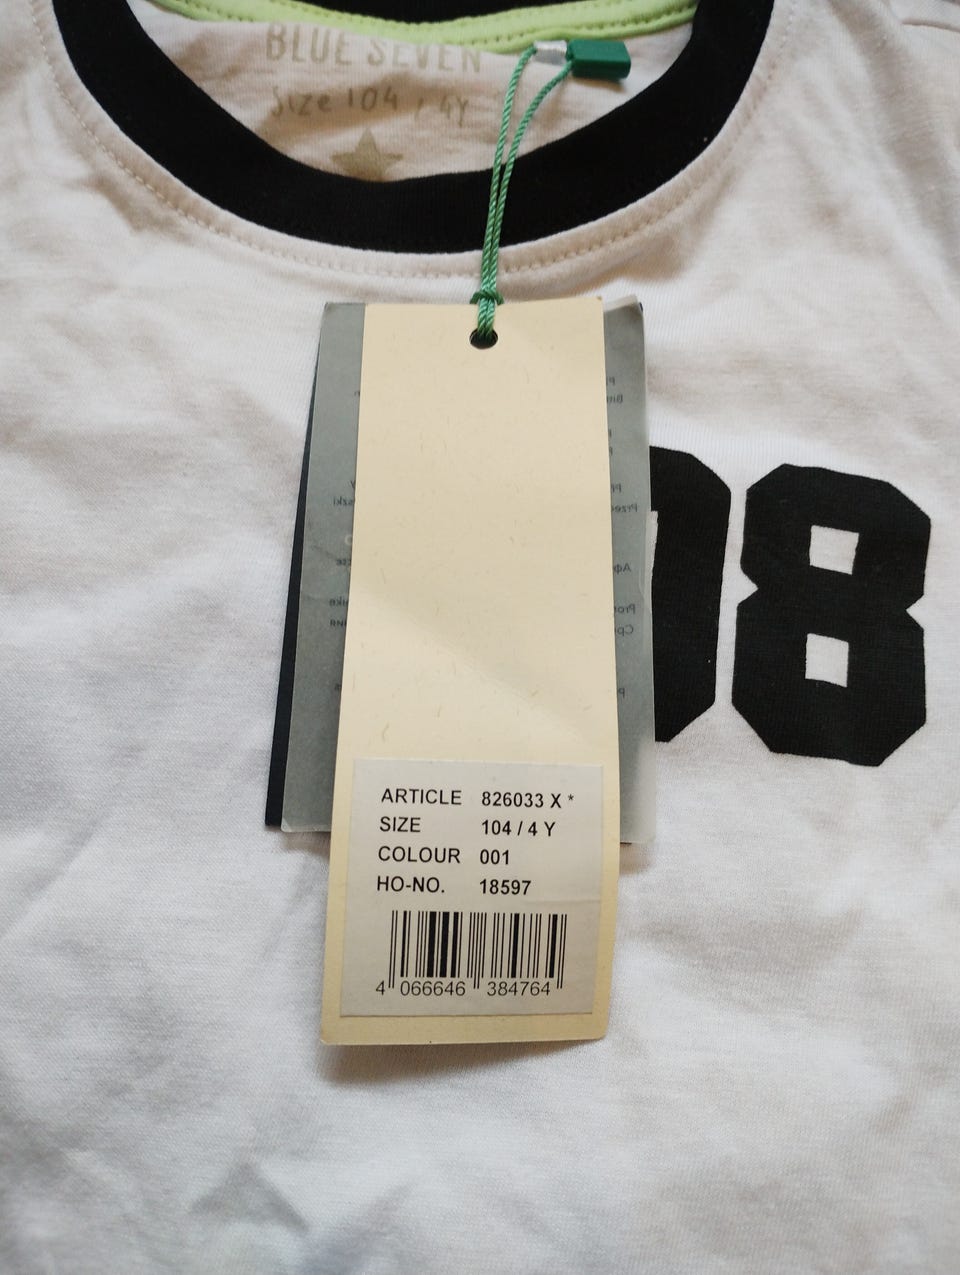 BLUE SEVEN
Size 104 / 4Y
08
ARTICLE 826033 X *
SIZE 104 / 4 Y
COLOUR 001
HO-NO. 18597
4 066646 384764